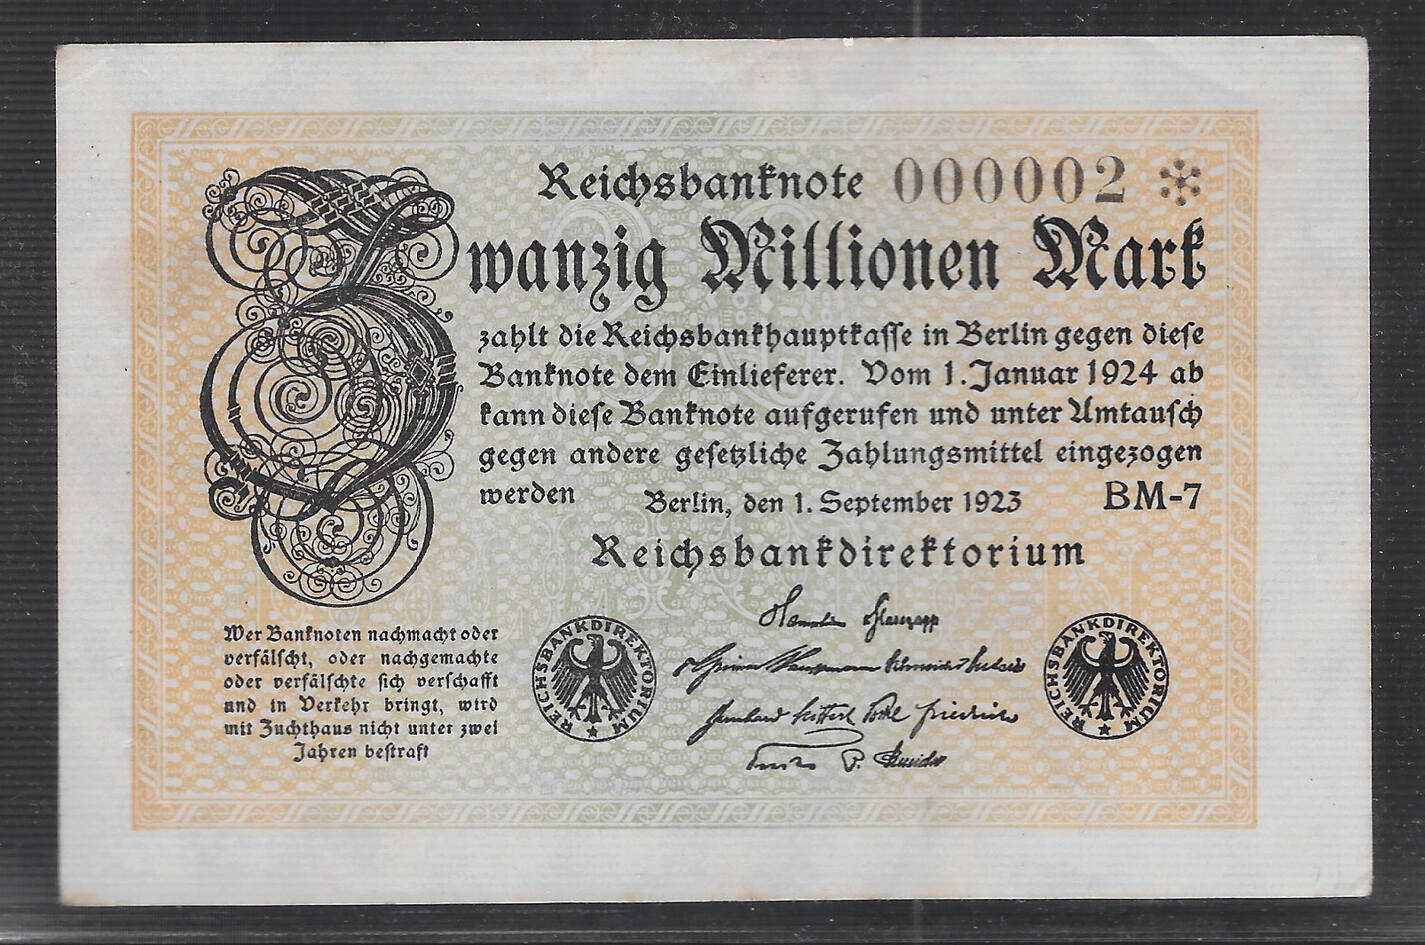 Reichsbanknote 000002 *
Zwanzig Millionen Mark
zahlt die Reichsbankhauptkasse in Berlin gegen diese
Banknote dem Einlieferer. Vom 1. Januar 1924 ab
kann diese Banknote aufgerufen und unter Umtausch
gegen andere gesetzliche Zahlungsmittel eingezogen
werden
Berlin, den 1. September 1923 BM-7
Reichsbankdirektorium
Wer Banknoten nachmacht oder
verfälscht, oder nachgemachte
oder verfälschte sich verschafft
und in Verkehr bringt, wird
mit Zuchthaus nicht unter zwei
Jahren bestraft
REICHSBANKDIREKTORIUM
REICHSBANKDIREKTORIUM